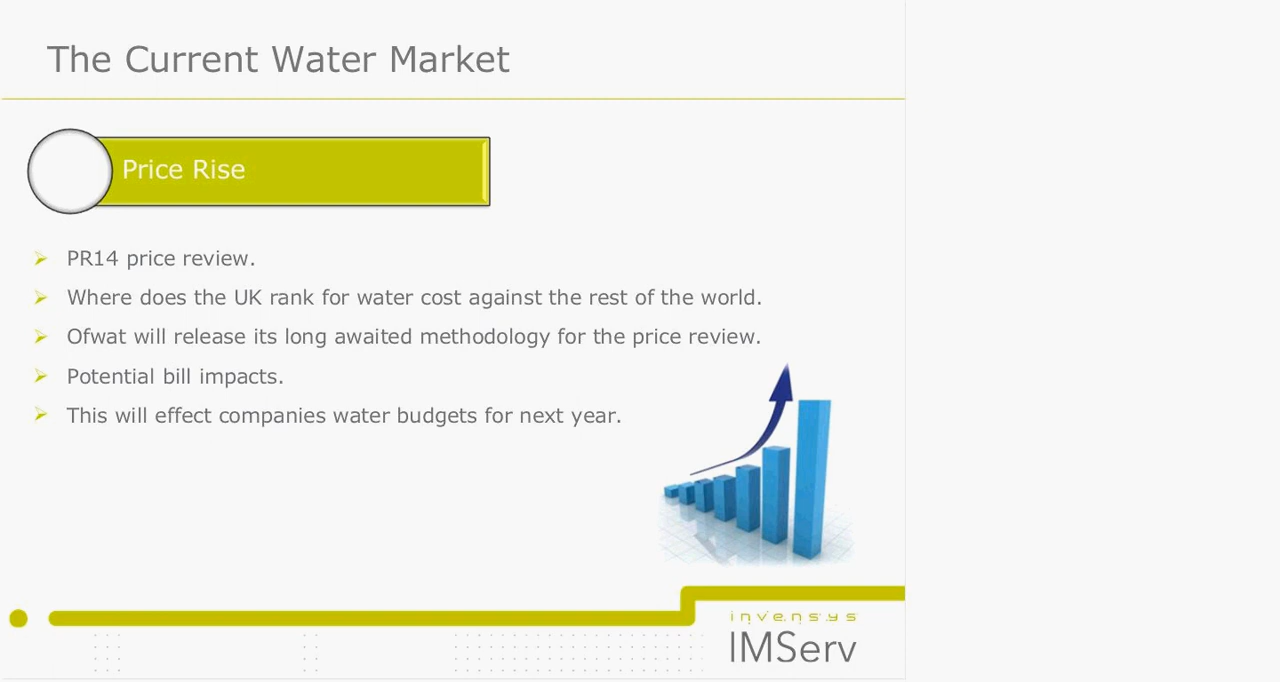 The Current Water Market
Price Rise
PR14 price review.
Where does the UK rank for water cost against the rest of the world.
Ofwat will release its long awaited methodology for the price review.
Potential bill impacts.
This will effect companies water budgets for next year.
invensys
IMServ